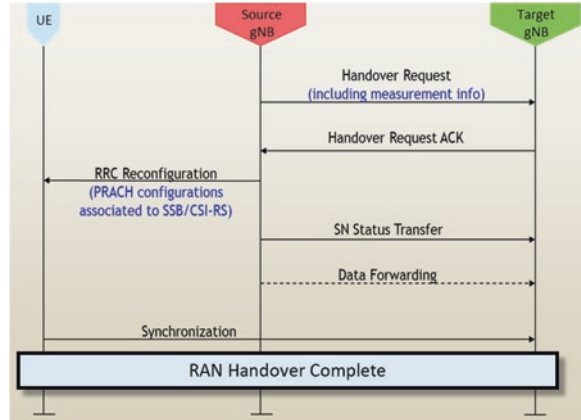 UE
Source
gNB
Target
gNB
Handover Request
(including measurement info)
Handover Request ACK
RRC Reconfiguration
(PRACH configurations
associated to SSB/CSI-RS)
SN Status Transfer
Data Forwarding
Synchronization
RAN Handover Complete